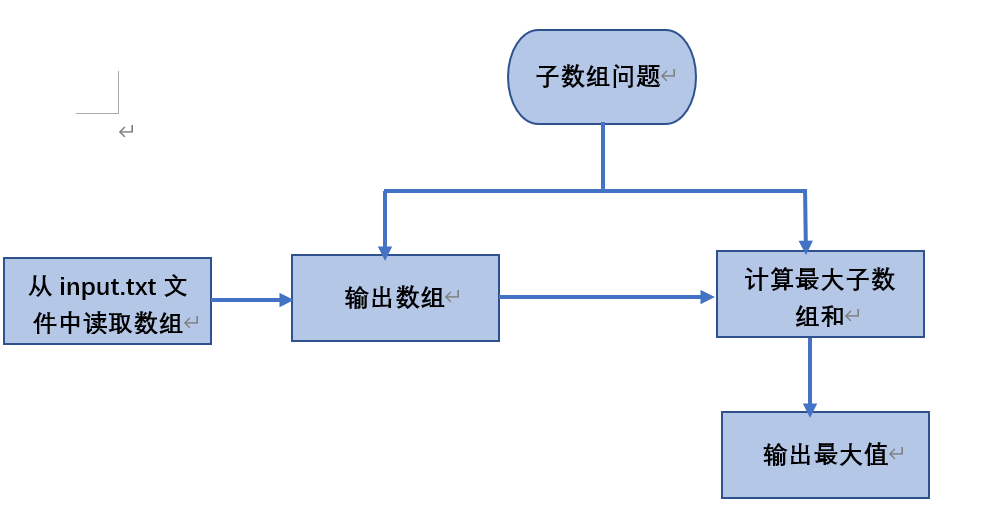 子数组问题
从 input.txt 文
件中读取数组
输出数组
计算最大子数
组和
输出最大值